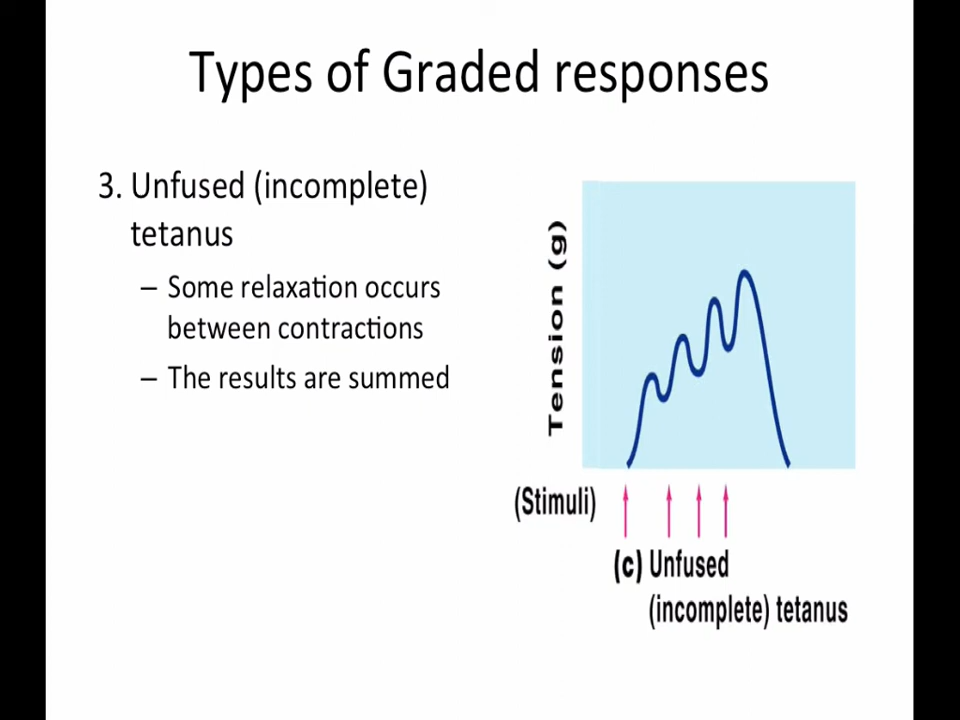 Types of Graded responses
3. Unfused (incomplete)
tetanus
– Some relaxation occurs
between contractions
– The results are summed
Tension (g)
(Stimuli)
(c) Unfused
(incomplete) tetanus